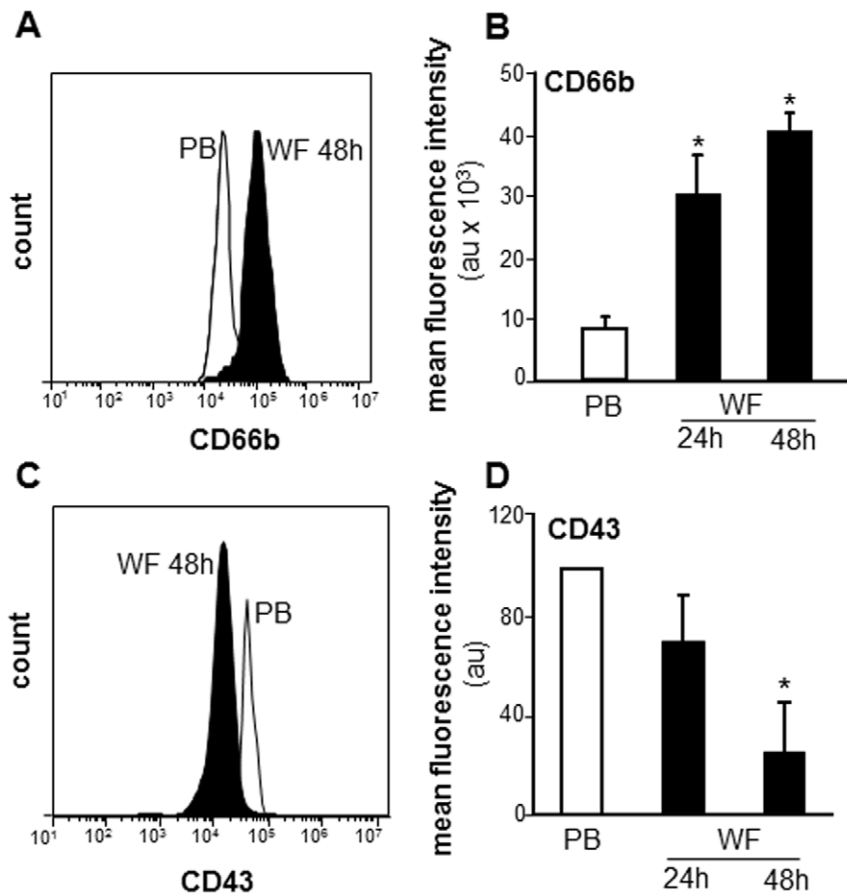 A
PB
WF 48h
count
10¹ 10² 10³ 10⁴ 10⁵ 10⁶ 10⁷
CD66b
B
mean fluorescence intensity
(au x 10³)
CD66b
50
40
30
20
10
0
*
*
PB
WF
24h
48h
C
WF 48h
PB
count
10¹ 10² 10³ 10⁴ 10⁵ 10⁶ 10⁷
CD43
D
mean fluorescence intensity
(au)
CD43
120
80
40
0
*
PB
WF
24h
48h